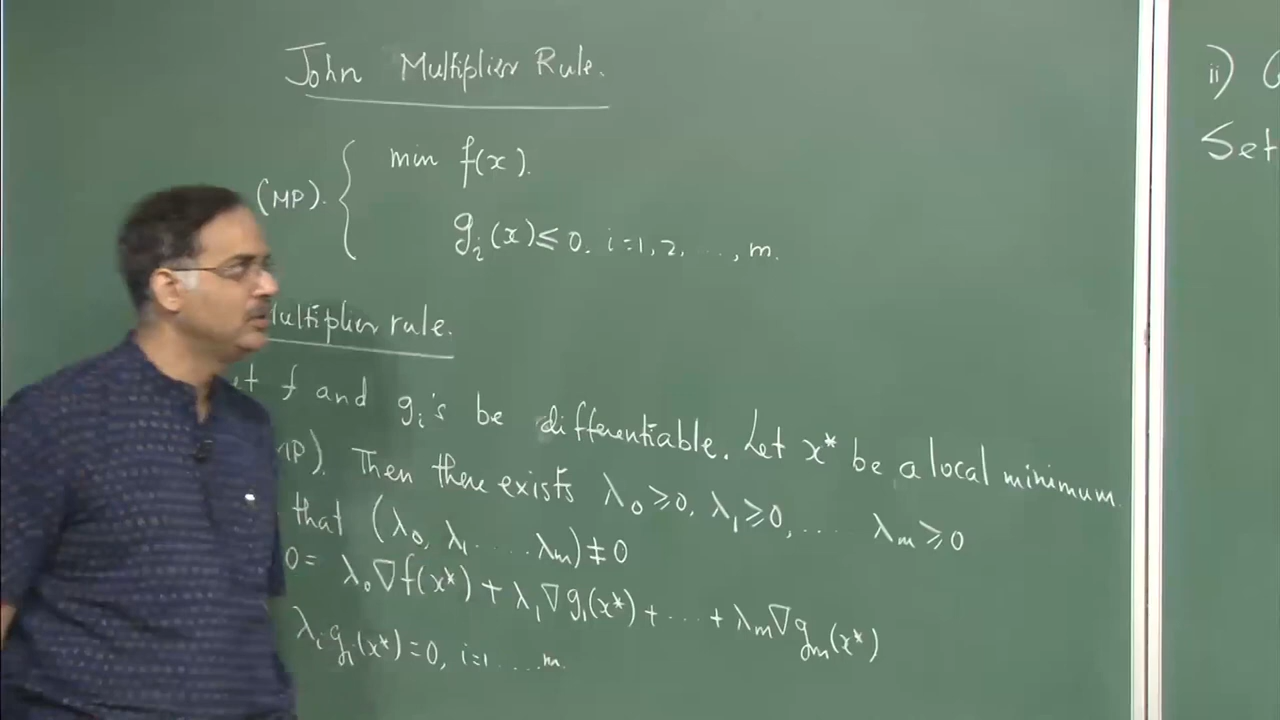 John Multiplier Rule.
(MP). { min f(x).
g_i(x) ≤ 0, i=1,2,...,m.
Multiplier rule.
f and g_i's be differentiable. Let x* be a local minimum
Then there exists λ_0 ≥ 0, λ_1 ≥ 0, ... λ_m ≥ 0
that (λ_0, λ_1 ..... λ_m) ≠ 0
0 = λ_0 ∇f(x*) + λ_1 ∇g_1(x*) + ... + λ_m ∇g_m(x*)
λ_i g_i(x*) = 0, i=1 .... m.
ii)
Set